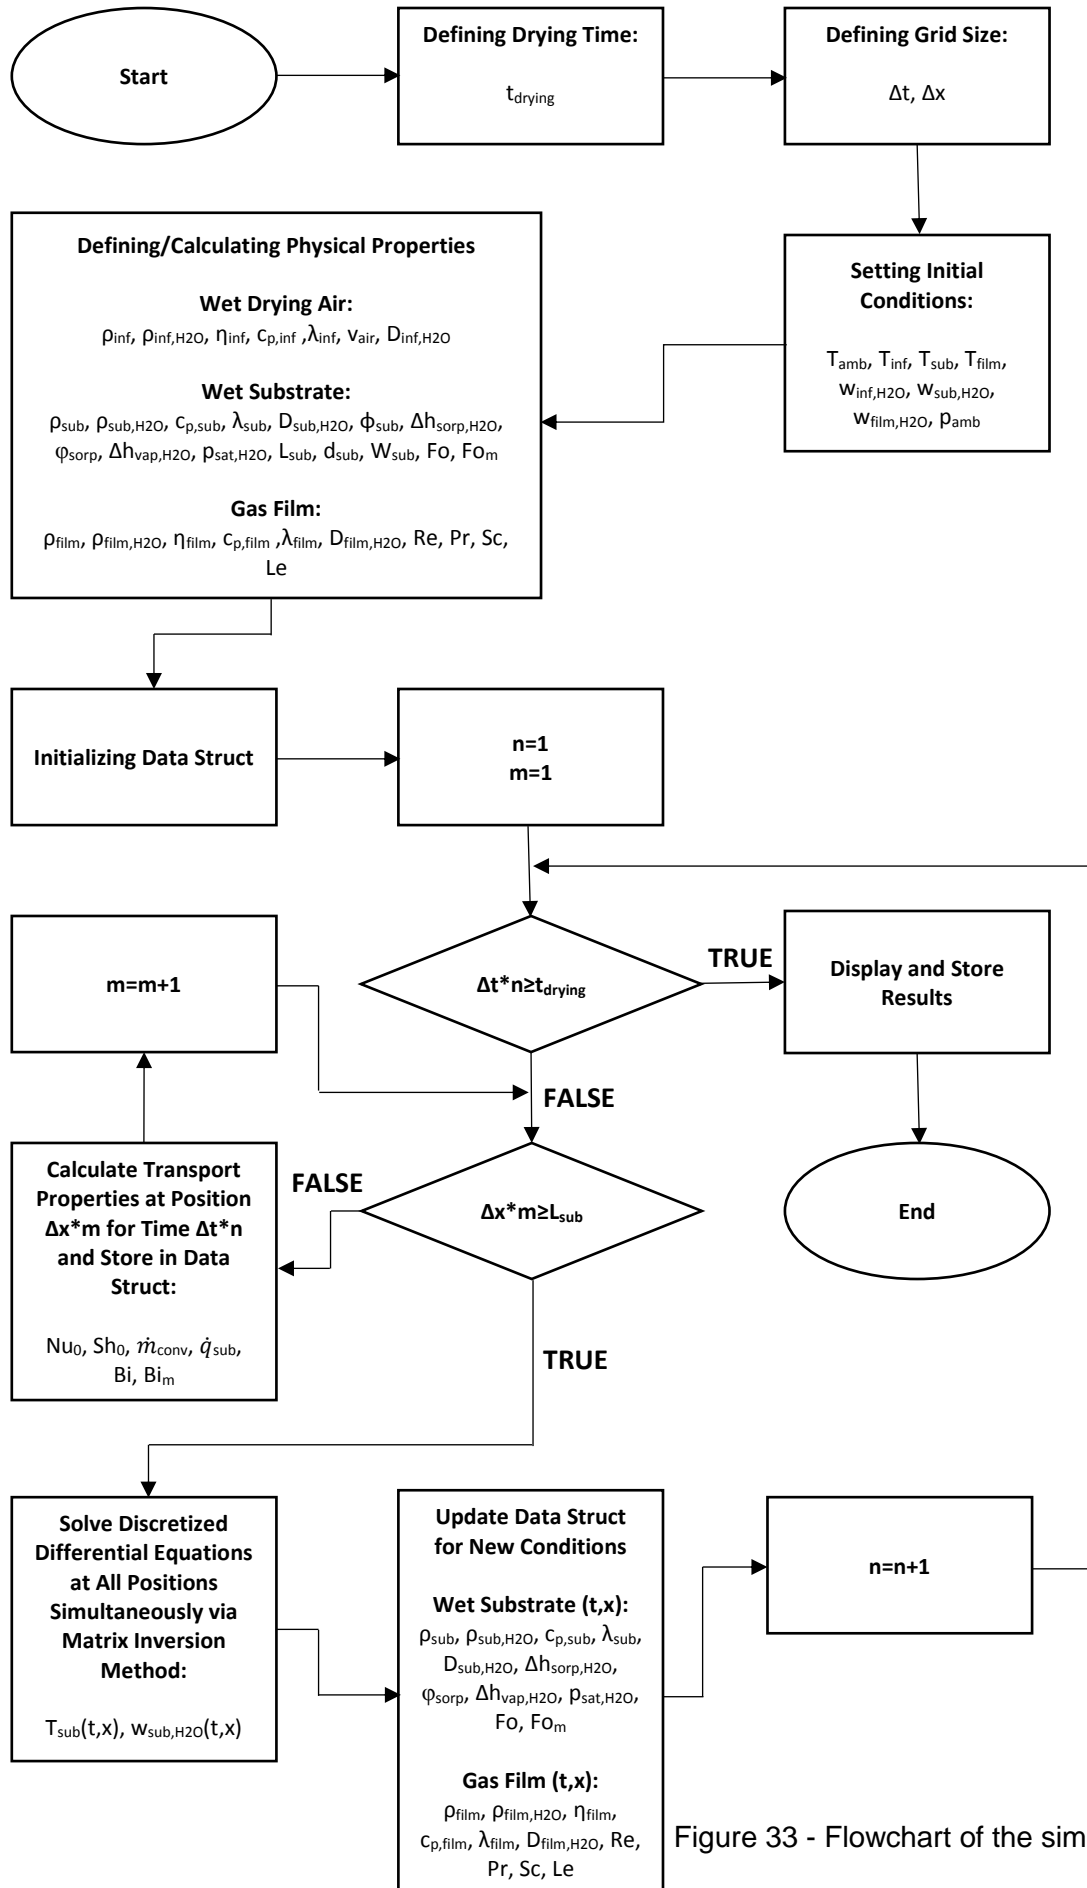 Start
Defining Drying Time:
t_drying
Defining Grid Size:
Δt, Δx
Setting Initial
Conditions:
T_amb, T_inf, T_sub, T_film,
w_inf,H2O, w_sub,H2O,
w_film,H2O, p_amb
Defining/Calculating Physical Properties
Wet Drying Air:
ρ_inf, ρ_inf,H2O, η_inf, c_p,inf ,λ_inf, v_air, D_inf,H2O
Wet Substrate:
ρ_sub, ρ_sub,H2O, c_p,sub, λ_sub, D_sub,H2O, ϕ_sub, Δh_sorp,H2O,
φ_sorp, Δh_vap,H2O, p_sat,H2O, L_sub, d_sub, W_sub, Fo, Fo_m
Gas Film:
ρ_film, ρ_film,H2O, η_film, c_p,film ,λ_film, D_film,H2O, Re, Pr, Sc,
Le
Initializing Data Struct
n=1
m=1
Δt*n≥t_drying
TRUE
Display and Store
Results
End
FALSE
m=m+1
Δx*m≥L_sub
FALSE
Calculate Transport
Properties at Position
Δx*m for Time Δt*n
and Store in Data
Struct:
Nu_0, Sh_0, ṁ_conv, q̇_sub,
Bi, Bi_m
TRUE
Solve Discretized
Differential Equations
at All Positions
Simultaneously via
Matrix Inversion
Method:
T_sub(t,x), w_sub,H2O(t,x)
Update Data Struct
for New Conditions
Wet Substrate (t,x):
ρ_sub, ρ_sub,H2O, c_p,sub, λ_sub,
D_sub,H2O, Δh_sorp,H2O,
φ_sorp, Δh_vap,H2O, p_sat,H2O,
Fo, Fo_m
Gas Film (t,x):
ρ_film, ρ_film,H2O, η_film,
c_p,film, λ_film, D_film,H2O, Re,
Pr, Sc, Le
n=n+1
Figure 33 - Flowchart of the sim